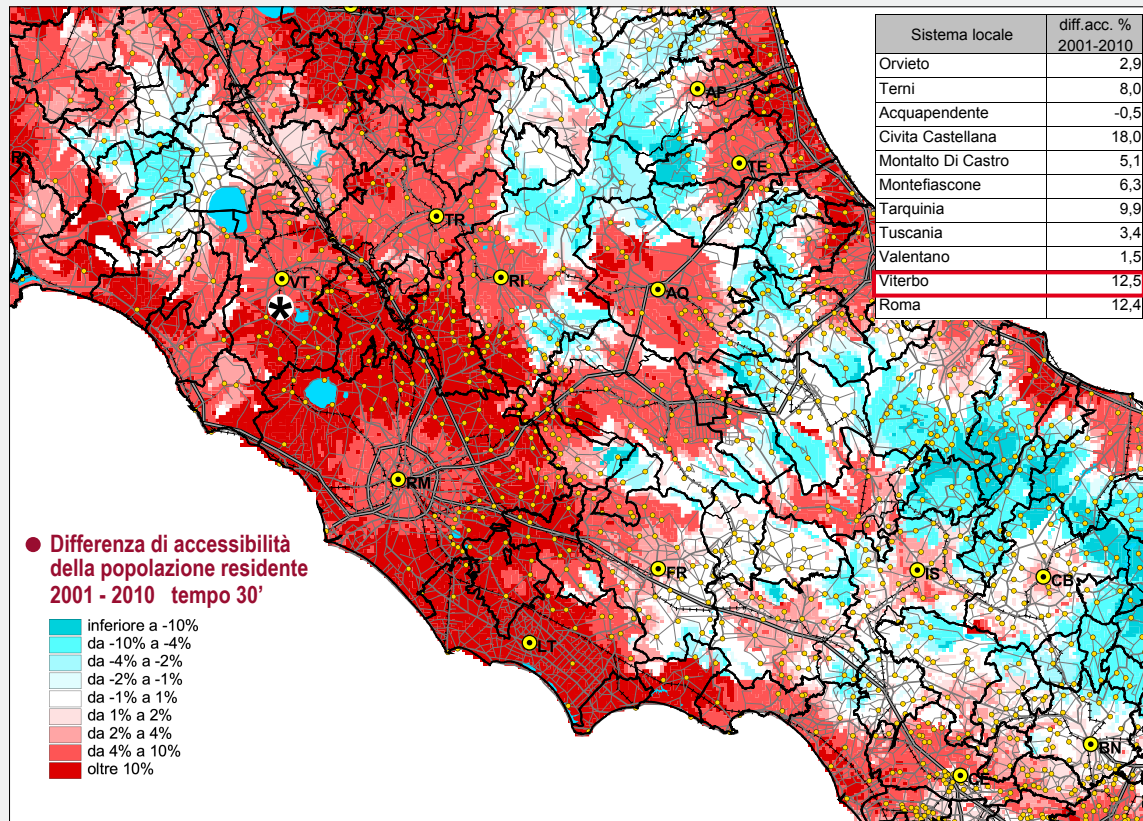 Sistema locale
diff.acc. %
2001-2010
Orvieto 2,9
Terni 8,0
Acquapendente -0,5
Civita Castellana 18,0
Montalto Di Castro 5,1
Montefiascone 6,3
Tarquinia 9,9
Tuscania 3,4
Valentano 1,5
Viterbo 12,5
Roma 12,4
AP
TE
R
TR
VT
*
RI
AQ
RM
FR
IS
CB
LT
BN
CE
● Differenza di accessibilità
della popolazione residente
2001 - 2010 tempo 30’
inferiore a -10%
da -10% a -4%
da -4% a -2%
da -2% a -1%
da -1% a 1%
da 1% a 2%
da 2% a 4%
da 4% a 10%
oltre 10%